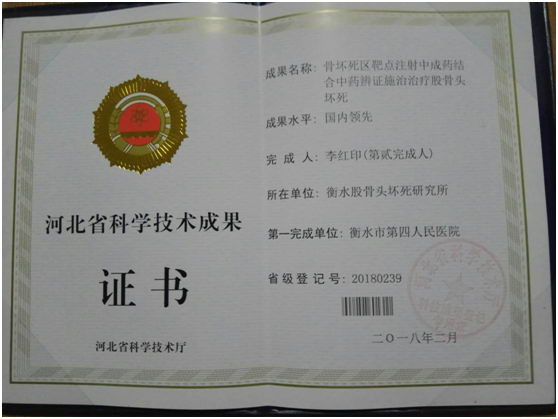 河北省科学技术成果
证书
河北省科学技术厅
成果名称：骨坏死区靶点注射中成药结
合中药辨证施治治疗股骨头
坏死
成果水平：国内领先
完成人：李红印(第贰完成人)
所在单位：衡水股骨头坏死研究所
第一完成单位：衡水市第四人民医院
省级登记号：20180239
二〇一八年二月